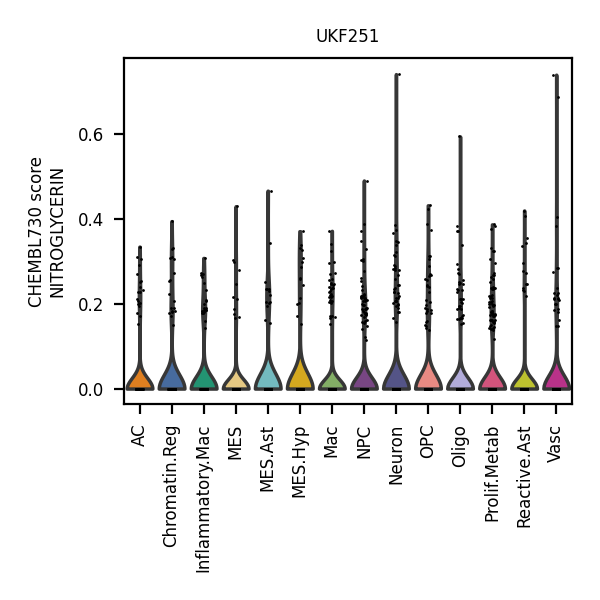 UKF251
CHEMBL730 score
NITROGLYCERIN
0.6
0.4
0.2
0.0
AC
Chromatin.Reg
Inflammatory.Mac
MES
MES.Ast
MES.Hyp
Mac
NPC
Neuron
OPC
Oligo
Prolif.Metab
Reactive.Ast
Vasc